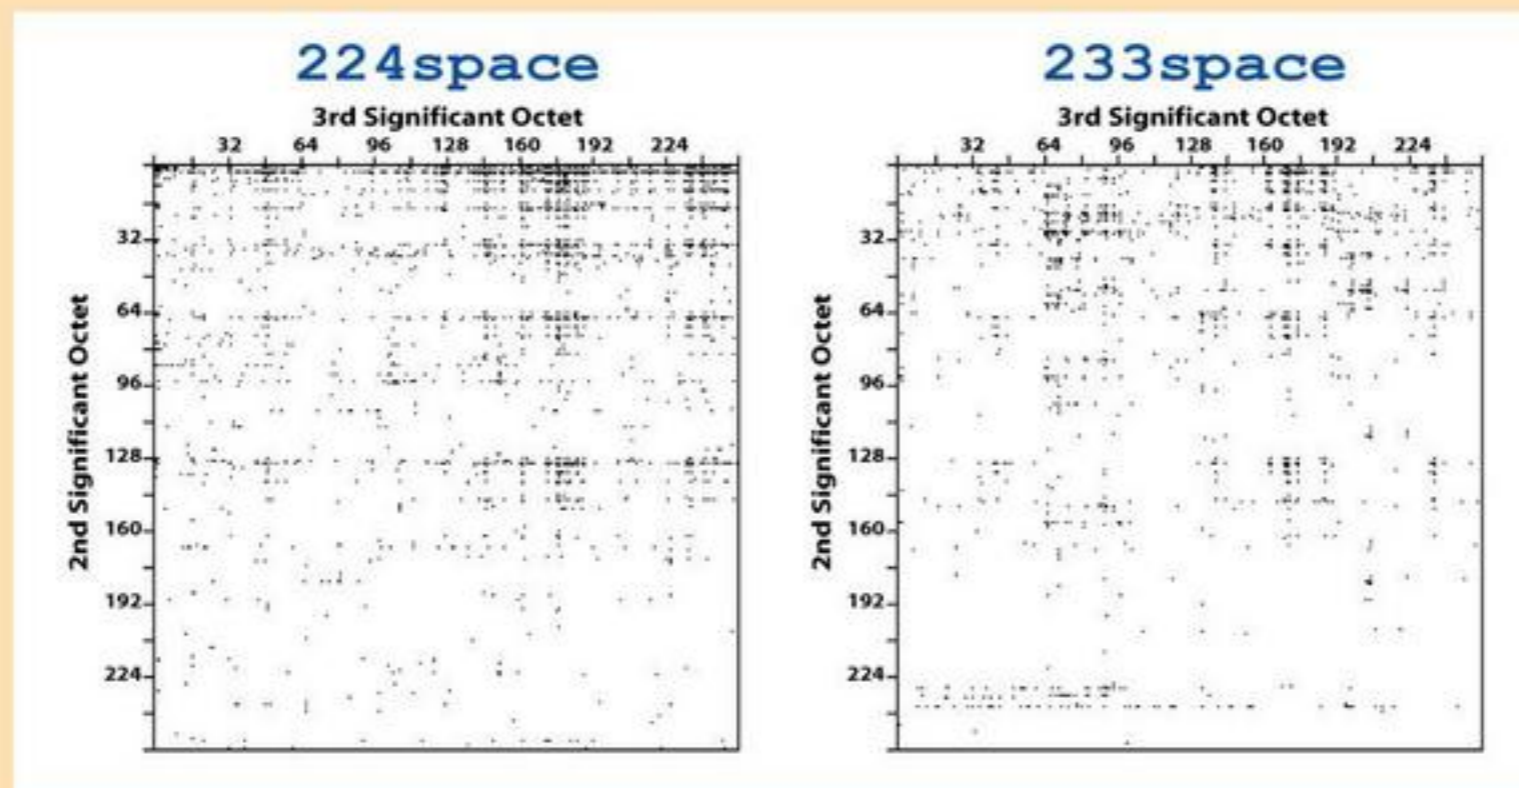 224space
3rd Significant Octet
32 64 96 128 160 192 224
2nd Significant Octet
32
64
96
128
160
192
224
233space
3rd Significant Octet
32 64 96 128 160 192 224
2nd Significant Octet
32
64
96
128
160
192
224